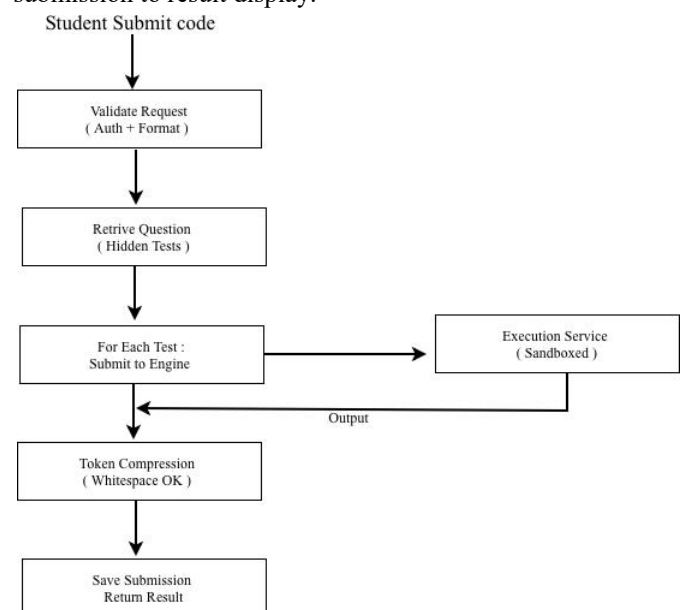 submission to result display.
Student Submit code
Validate Request
( Auth + Format )
Retrive Question
( Hidden Tests )
For Each Test :
Submit to Engine
Execution Service
( Sandboxed )
Output
Token Compression
( Whitespace OK )
Save Submission
Return Result